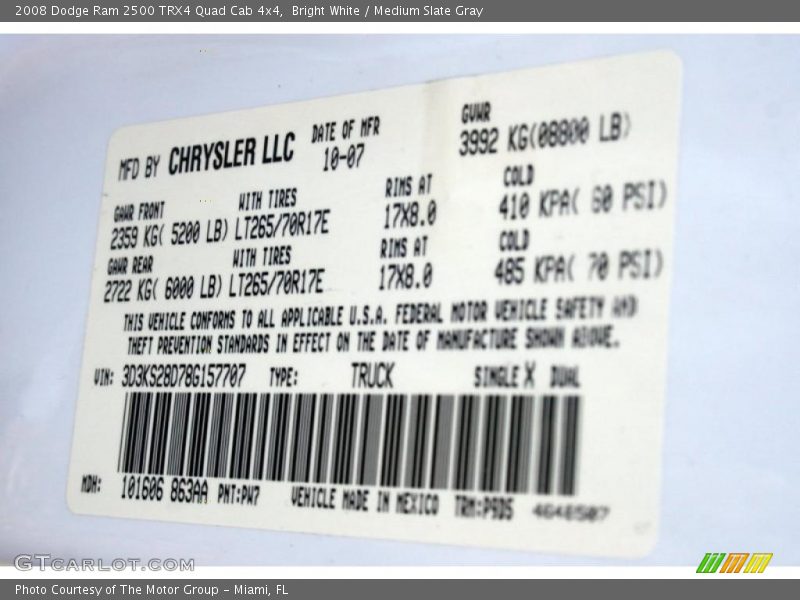 2008 Dodge Ram 2500 TRX4 Quad Cab 4x4,  Bright White / Medium Slate Gray
MFD BY CHRYSLER LLC DATE OF MFR 10-07 GVWR 3992 KG(08800 LB)
GAWR FRONT WITH TIRES RIMS AT COLD
2359 KG( 5200 LB) LT265/70R17E 17X8.0 410 KPA( 60 PSI)
GAWR REAR WITH TIRES RIMS AT COLD
2722 KG( 6000 LB) LT265/70R17E 17X8.0 485 KPA( 70 PSI)
THIS VEHICLE CONFORMS TO ALL APPLICABLE U.S.A. FEDERAL MOTOR VEHICLE SAFETY AND
THEFT PREVENTION STANDARDS IN EFFECT ON THE DATE OF MANUFACTURE SHOWN ABOVE.
VIN: 3D3KS28D78G157707 TYPE: TRUCK SINGLE X DUAL
MDH: 101606 863AA PNT:PW7 VEHICLE MADE IN MEXICO TRM:P9D5 4648507
GTCARLOT.COM
Photo Courtesy of The Motor Group - Miami, FL